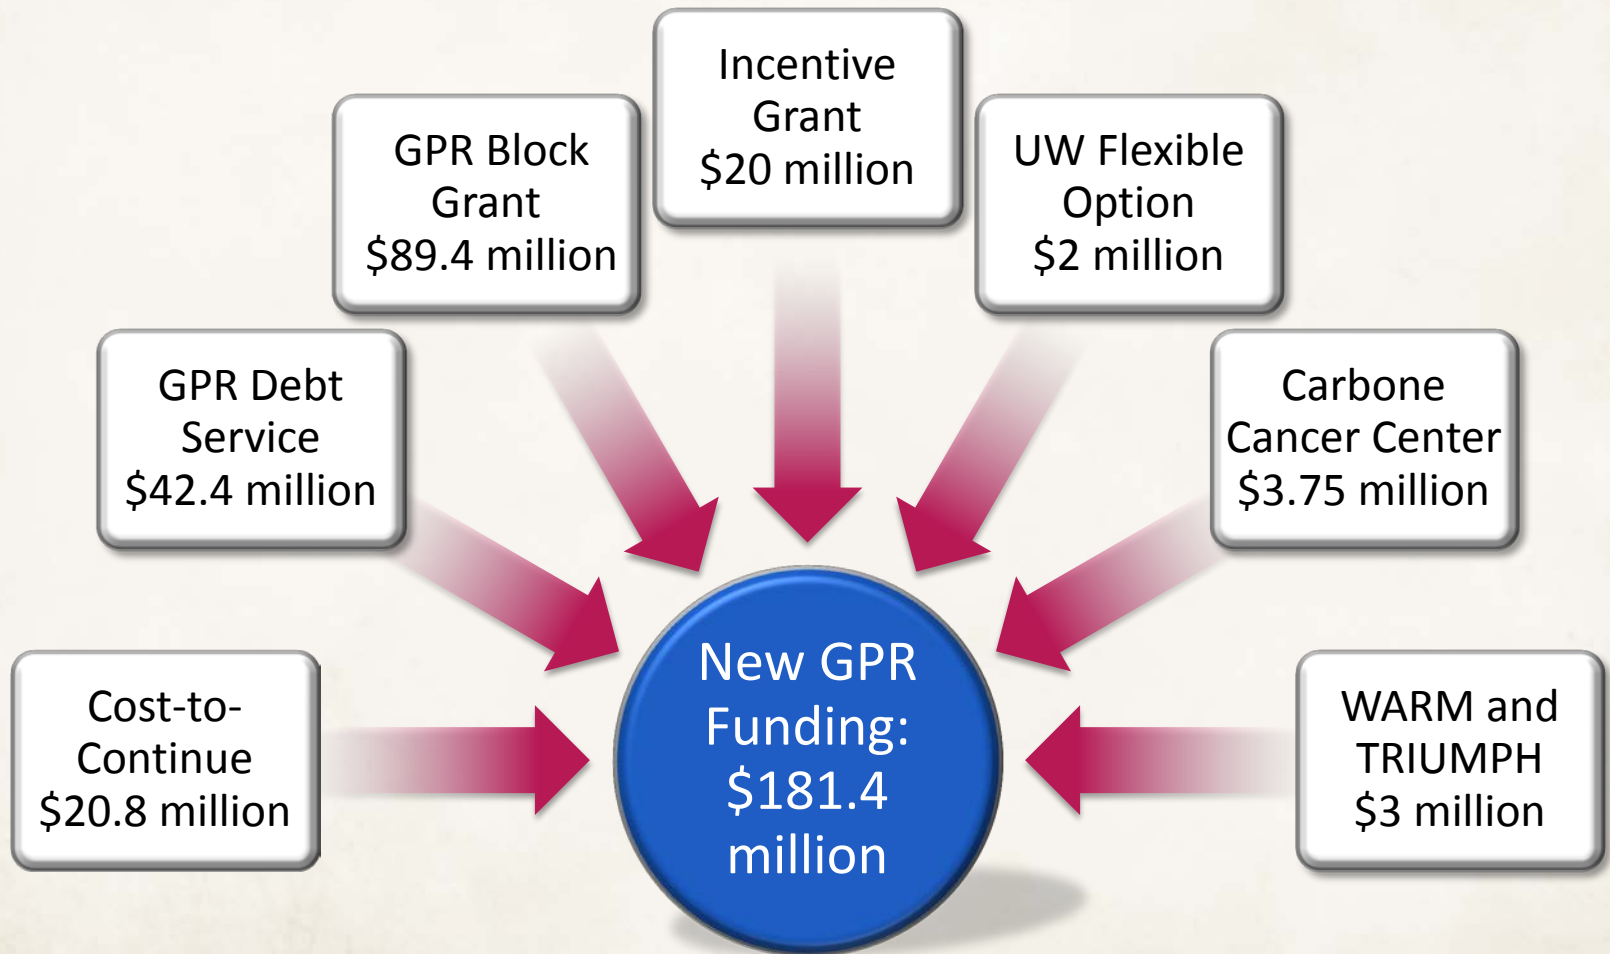 Incentive
Grant
$20 million
GPR Block
Grant
$89.4 million
UW Flexible
Option
$2 million
GPR Debt
Service
$42.4 million
Carbone
Cancer Center
$3.75 million
Cost-to-
Continue
$20.8 million
New GPR
Funding:
$181.4
million
WARM and
TRIUMPH
$3 million